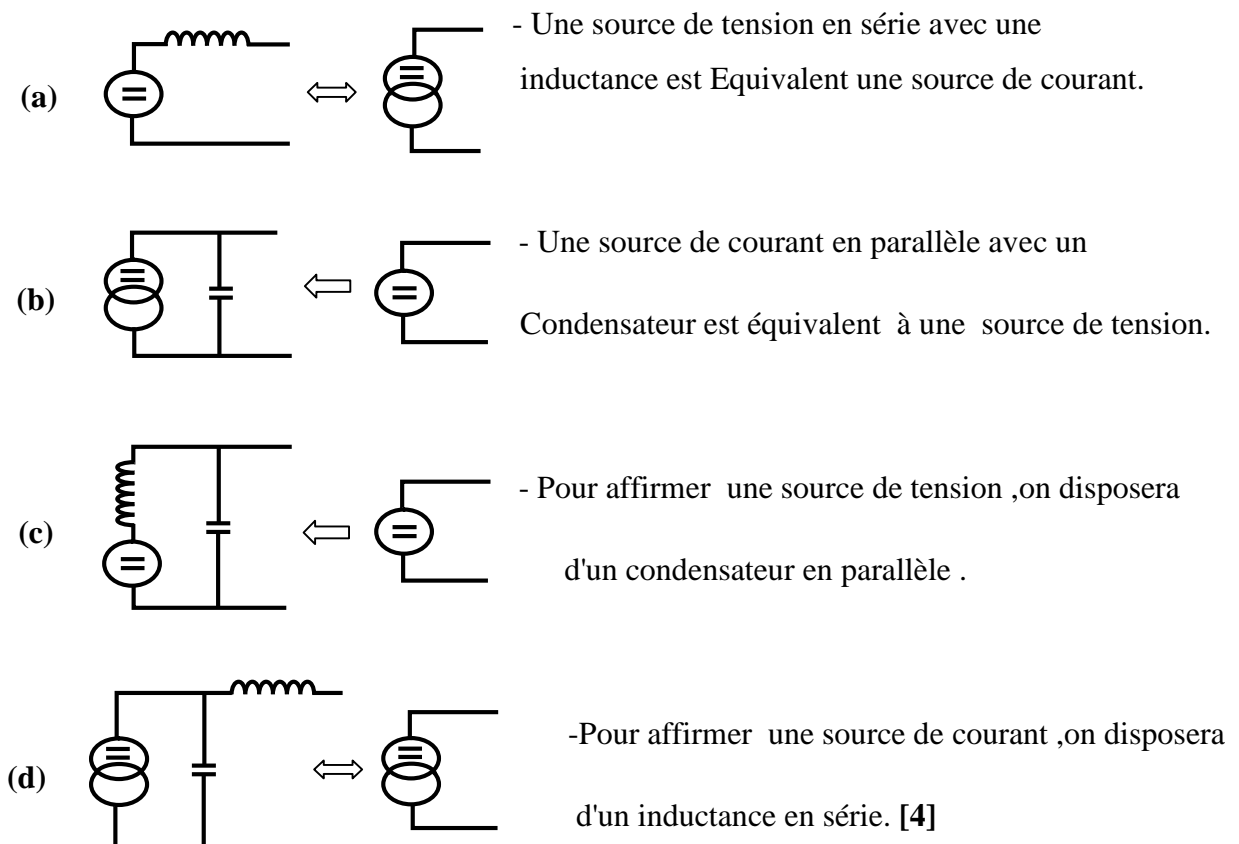 - Une source de tension en série avec une
(a) inductance est Equivalent une source de courant.
- Une source de courant en parallèle avec un
(b)
Condensateur est équivalent à une source de tension.
- Pour affirmer une source de tension ,on disposera
(c)
d'un condensateur en parallèle .
-Pour affirmer une source de courant ,on disposera
(d)
d'un inductance en série. [4]